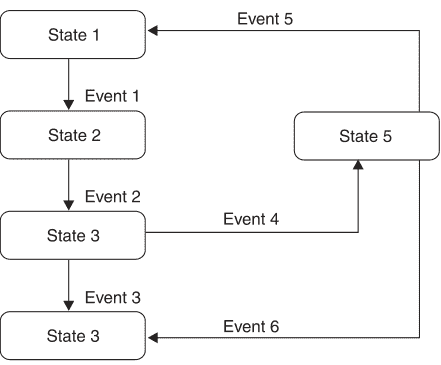 State 1
Event 5
Event 1
State 2
State 5
Event 2
State 3
Event 4
Event 3
State 3
Event 6